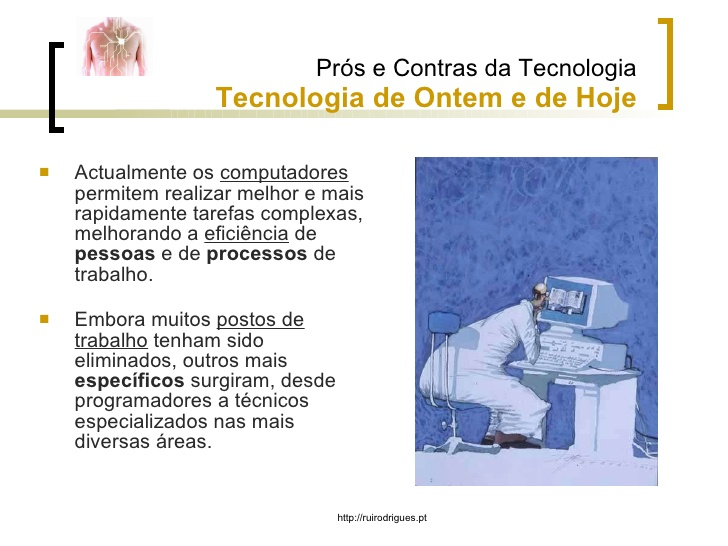 Prós e Contras da Tecnologia
Tecnologia de Ontem e de Hoje
Actualmente os computadores
permitem realizar melhor e mais
rapidamente tarefas complexas,
melhorando a eficiência de
pessoas e de processos de
trabalho.
Embora muitos postos de
trabalho tenham sido
eliminados, outros mais
específicos surgiram, desde
programadores a técnicos
especializados nas mais
diversas áreas.
http://ruirodrigues.pt